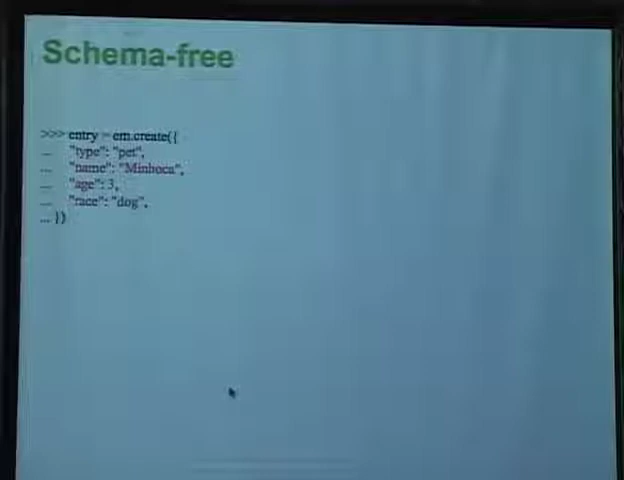 Schema-free
>>> entry = em.create({
... "type": "pet",
... "name": "Minhoca",
... "age": 3,
... "race": "dog",
... })